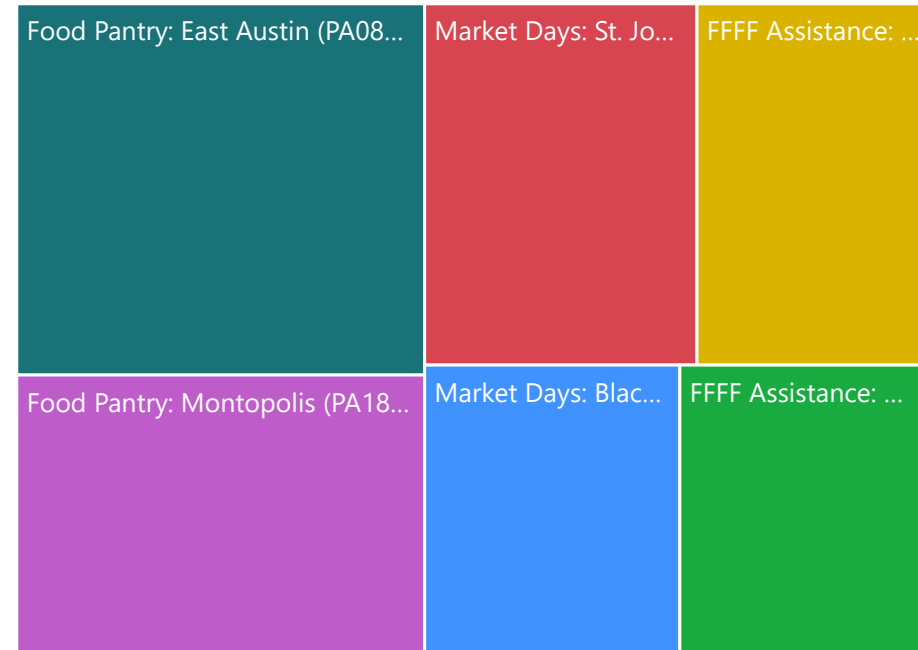 Food Pantry: East Austin (PA08...
Market Days: St. Jo...
FFFF Assistance: ...
Food Pantry: Montopolis (PA18...
Market Days: Blac...
FFFF Assistance: ...